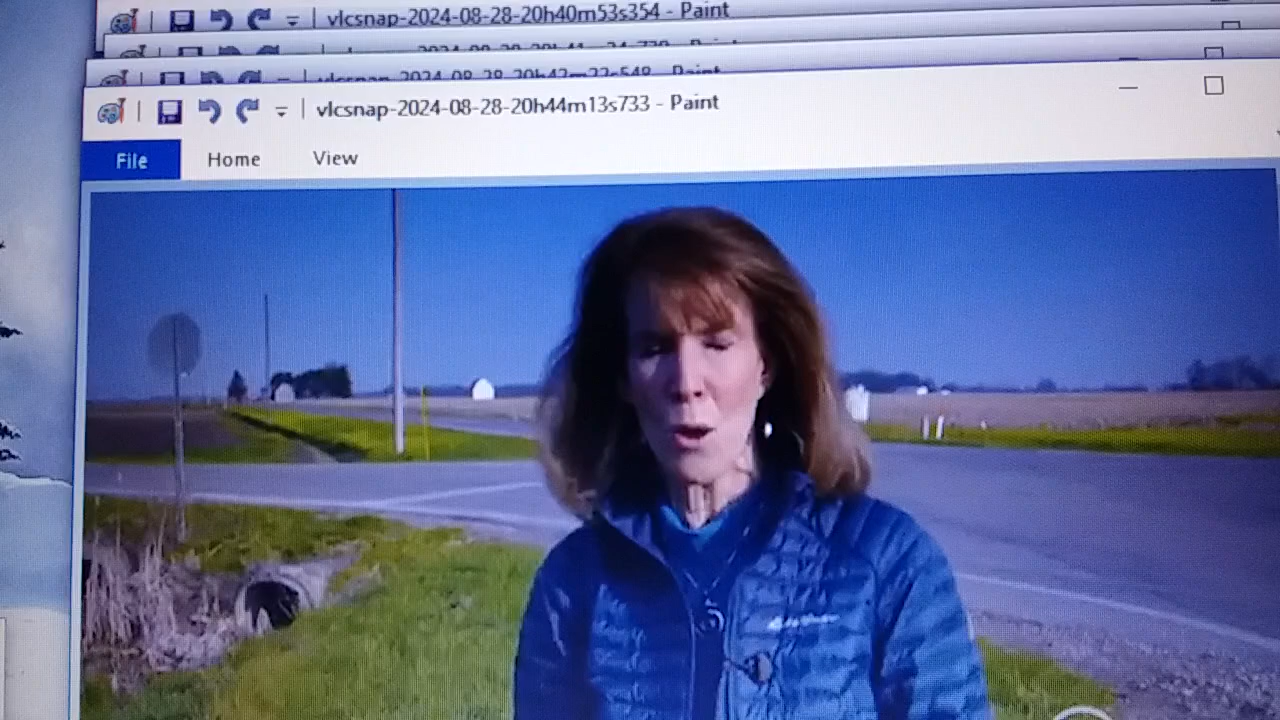 vlcsnap-2024-08-28-20h40m53s354 - Paint
vlcsnap-2024-08-28-20h44m13s733 - Paint
File Home View